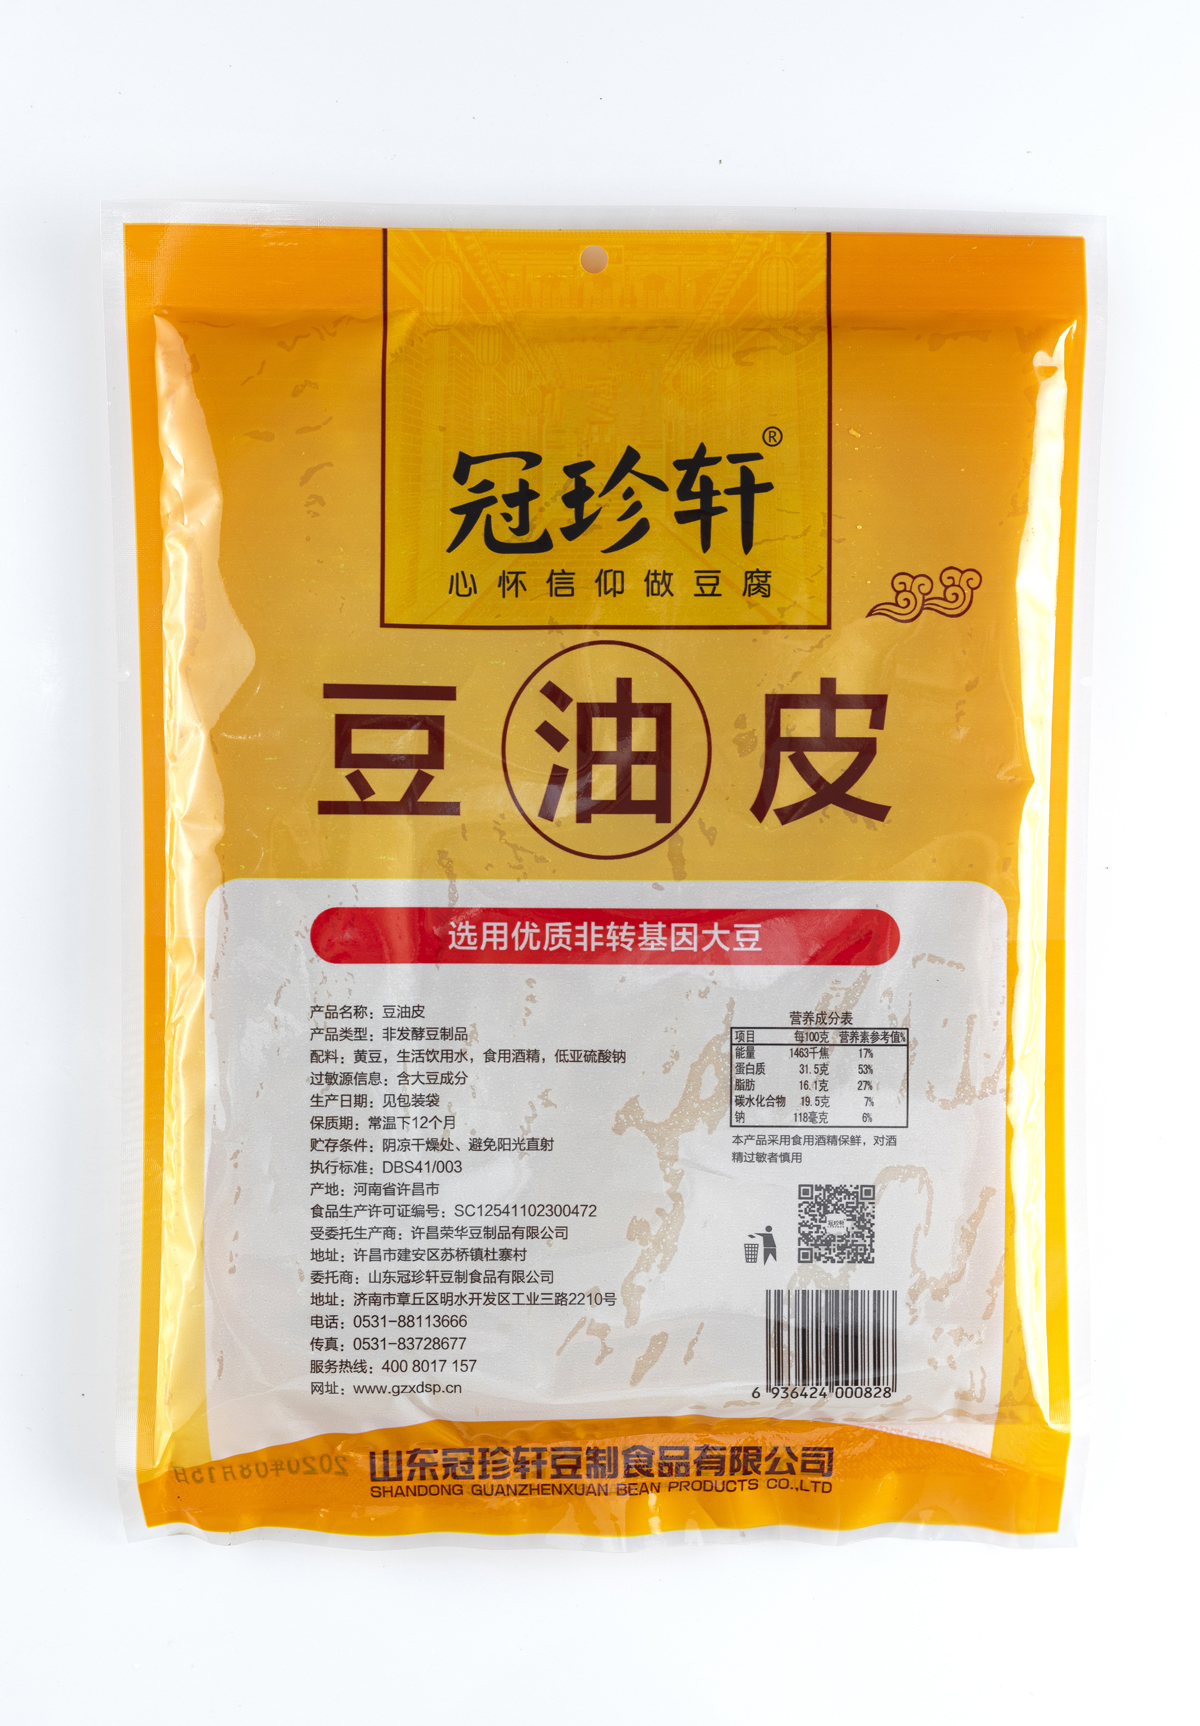 冠珍轩®
心怀信仰做豆腐
豆油皮
选用优质非转基因大豆
产品名称：豆油皮
产品类型：非发酵豆制品
配料：黄豆，生活饮用水，食用酒精，低亚硫酸钠
过敏源信息：含大豆成分
生产日期：见包装袋
保质期：常温下12个月
贮存条件：阴凉干燥处、避免阳光直射
执行标准：DBS41/003
产地：河南省许昌市
食品生产许可证编号：SC12541102300472
受委托生产商：许昌荣华豆制品有限公司
地址：许昌市建安区苏桥镇杜寨村
委托商：山东冠珍轩豆制食品有限公司
地址：济南市章丘区明水开发区工业三路2210号
电话：0531-88113666
传真：0531-83728677
服务热线：400 8017 157
网址：www.gzxdsp.cn
营养成分表
项目 每100克 营养素参考值%
能量 1463千焦 17%
蛋白质 31.5克 53%
脂肪 16.1克 27%
碳水化合物 19.5克 7%
钠 118毫克 6%
本产品采用食用酒精保鲜，对酒
精过敏者慎用
冠珍轩
6 936424 000828
2020年08月15日
山东冠珍轩豆制食品有限公司
SHANDONG GUANZHENXUAN BEAN PRODUCTS CO.,LTD